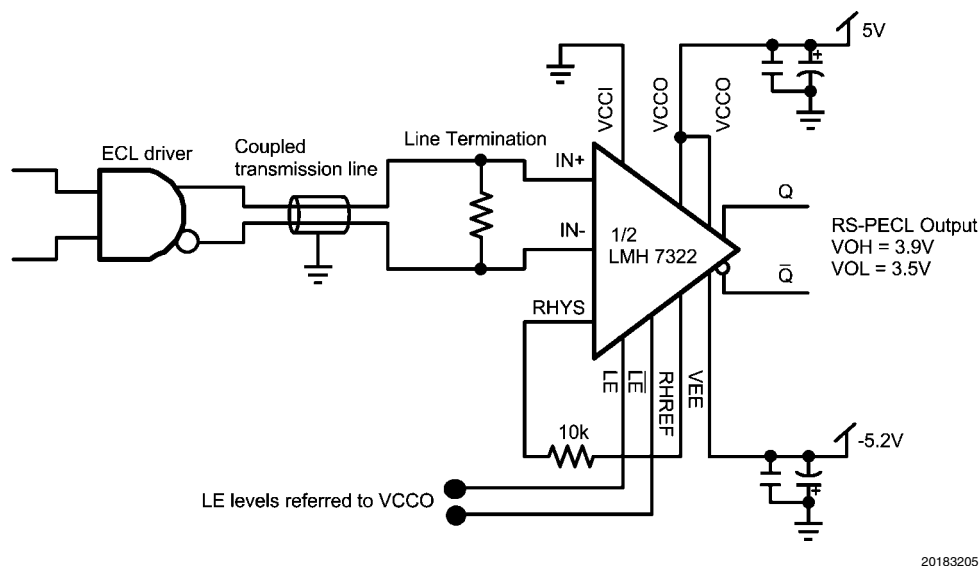 5V
VCCI
VCCO
VCCO
ECL driver
Coupled
transmission line
Line Termination
IN+
IN-
1/2
LMH 7322
Q
Q̅
RS-PECL Output
VOH = 3.9V
VOL = 3.5V
RHYS
LE
L̅E̅
RHREF
VEE
10k
-5.2V
LE levels referred to VCCO
20183205
+
+